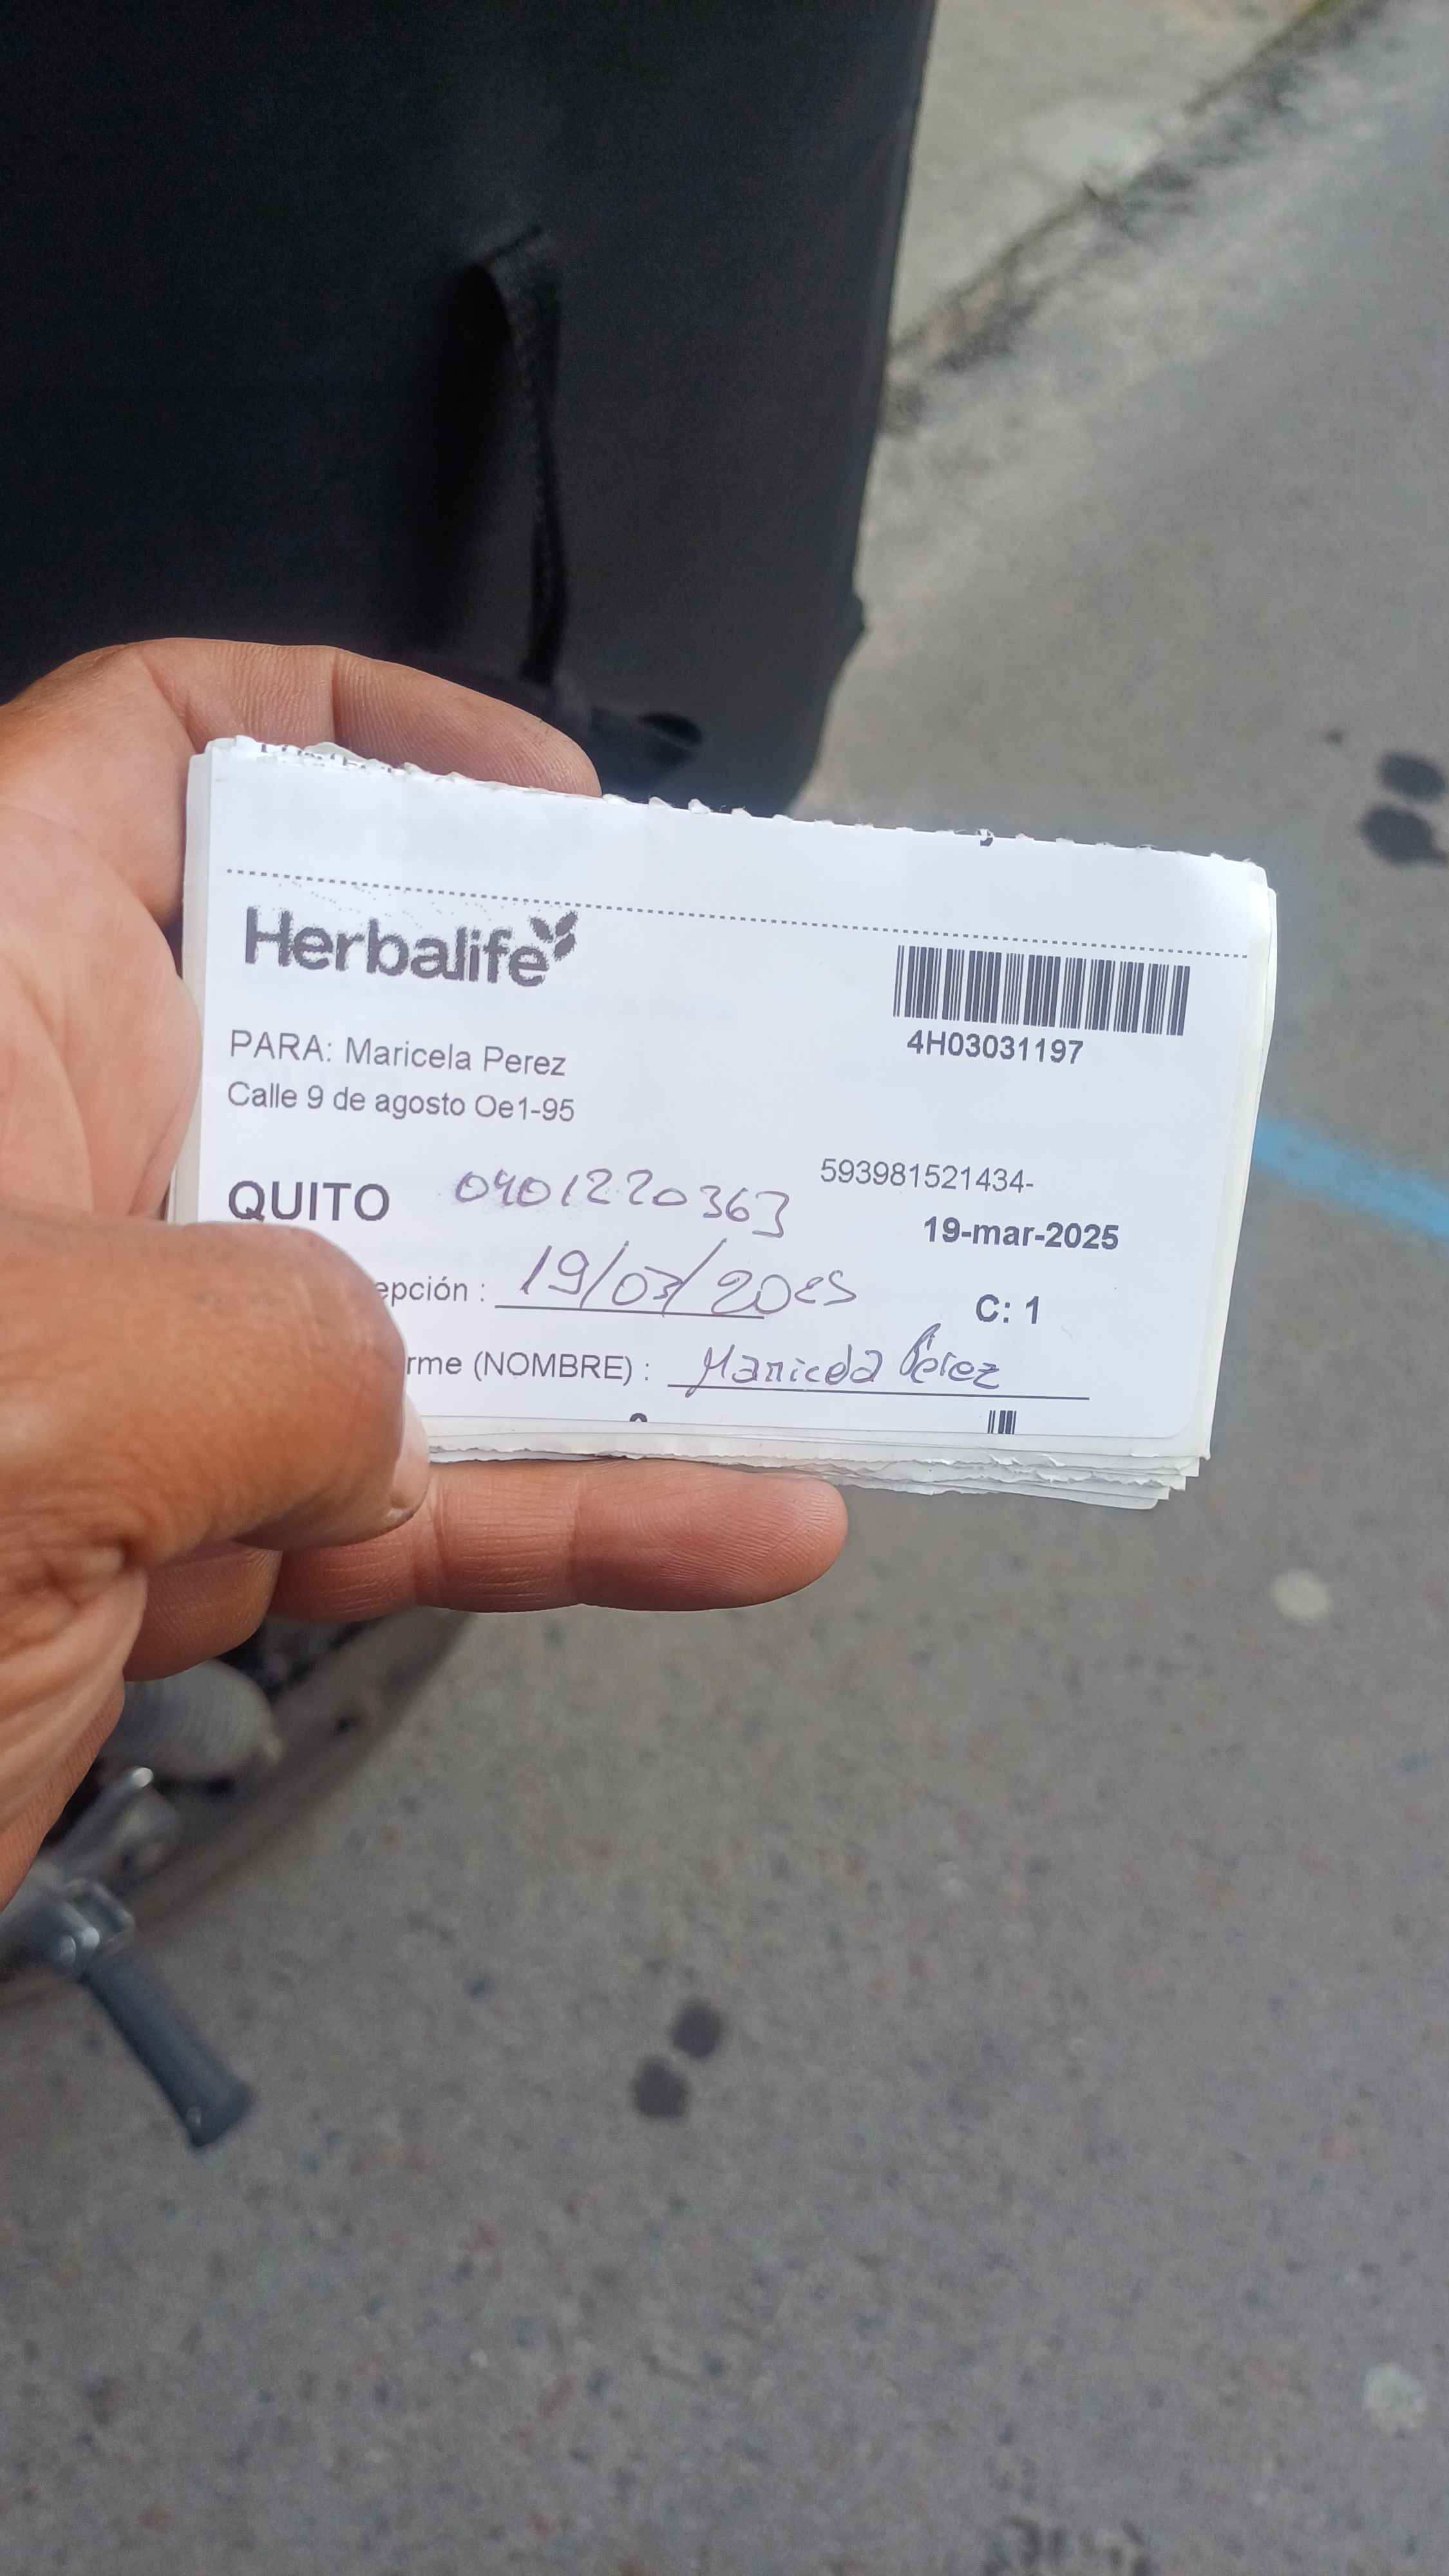 Herbalife
4H03031197
PARA: Maricela Perez
Calle 9 de agosto Oe1-95
593981521434-
QUITO 0401220363
19-mar-2025
epción : 19/03/2025
C: 1
rme (NOMBRE) : Maricela Perez